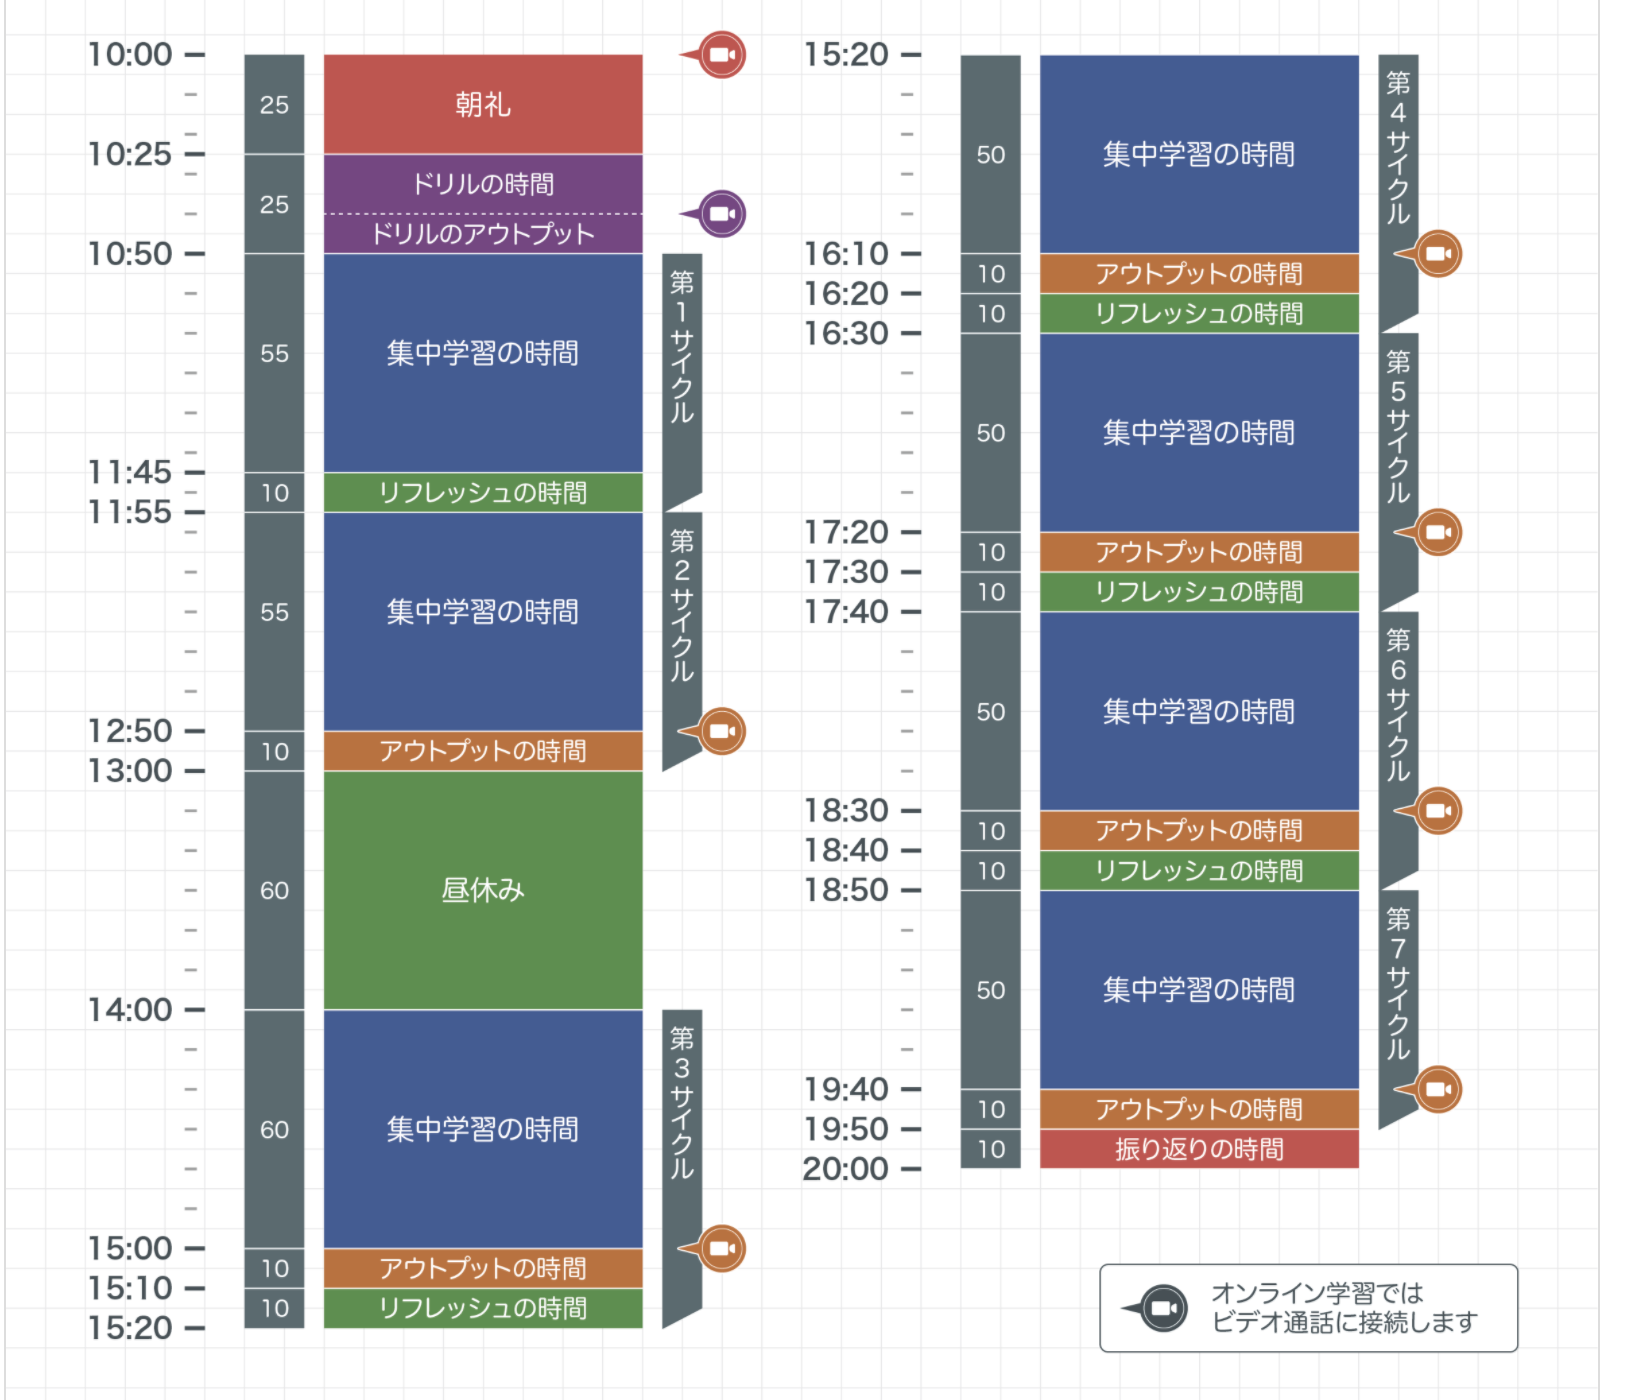 10:00
25
朝礼
10:25
25
ドリルの時間
ドリルのアウトプット
10:50
55
集中学習の時間
第1サイクル
11:45
10
リフレッシュの時間
11:55
55
集中学習の時間
第2サイクル
12:50
10
アウトプットの時間
13:00
60
昼休み
14:00
60
集中学習の時間
第3サイクル
15:00
10
アウトプットの時間
15:10
10
リフレッシュの時間
15:20
15:20
50
集中学習の時間
第4サイクル
16:10
10
アウトプットの時間
16:20
10
リフレッシュの時間
16:30
50
集中学習の時間
第5サイクル
17:20
10
アウトプットの時間
17:30
10
リフレッシュの時間
17:40
50
集中学習の時間
第6サイクル
18:30
10
アウトプットの時間
18:40
10
リフレッシュの時間
18:50
50
集中学習の時間
第7サイクル
19:40
10
アウトプットの時間
19:50
10
振り返りの時間
20:00
オンライン学習では
ビデオ通話に接続します